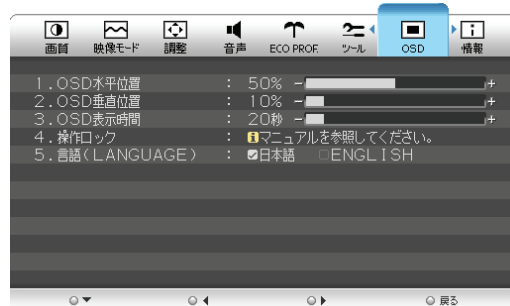 画質 映像モード 調整 音声 ECO PROF. ツール OSD 情報
1.OSD水平位置 : 50% - +
2.OSD垂直位置 : 10% - +
3.OSD表示時間 : 20秒 - +
4.操作ロック : iマニュアルを参照してください。
5.言語(LANGUAGE) : 日本語 ENGLISH
戻る